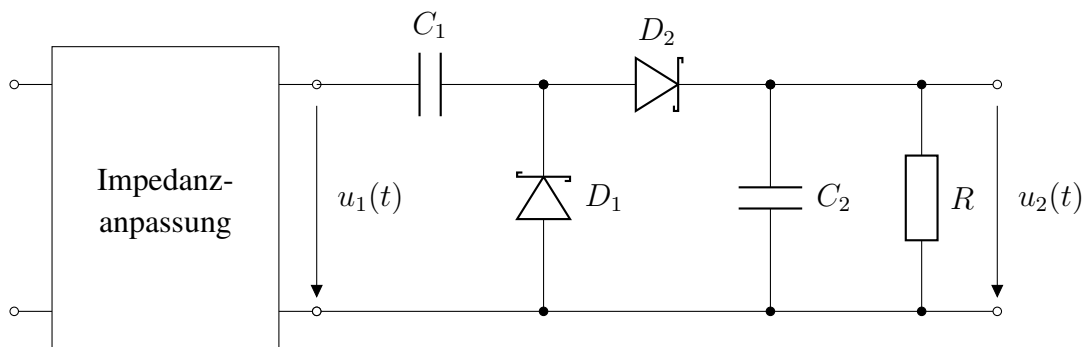 C₁
D₂
Impedanz-
anpassung
u₁(t)
D₁
C₂
R
u₂(t)